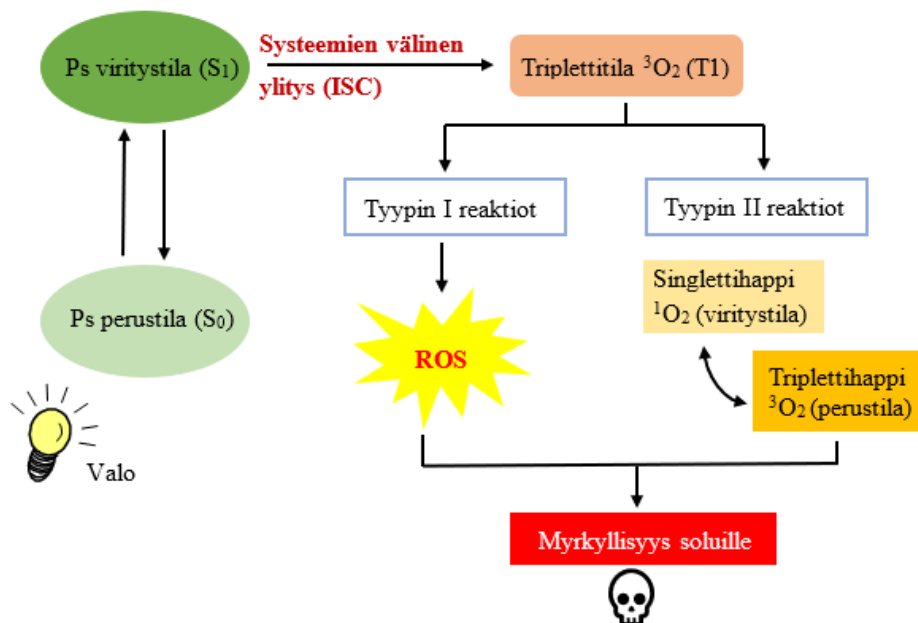 Ps viritystila (S₁)
Systeemien välinen
ylitys (ISC)
Triplettitila ³O₂ (T1)
Tyypin I reaktiot
Tyypin II reaktiot
Ps perustila (S₀)
ROS
Singlettihappi
¹O₂ (viritystila)
Triplettihappi
³O₂ (perustila)
Valo
Myrkyllisyys soluille